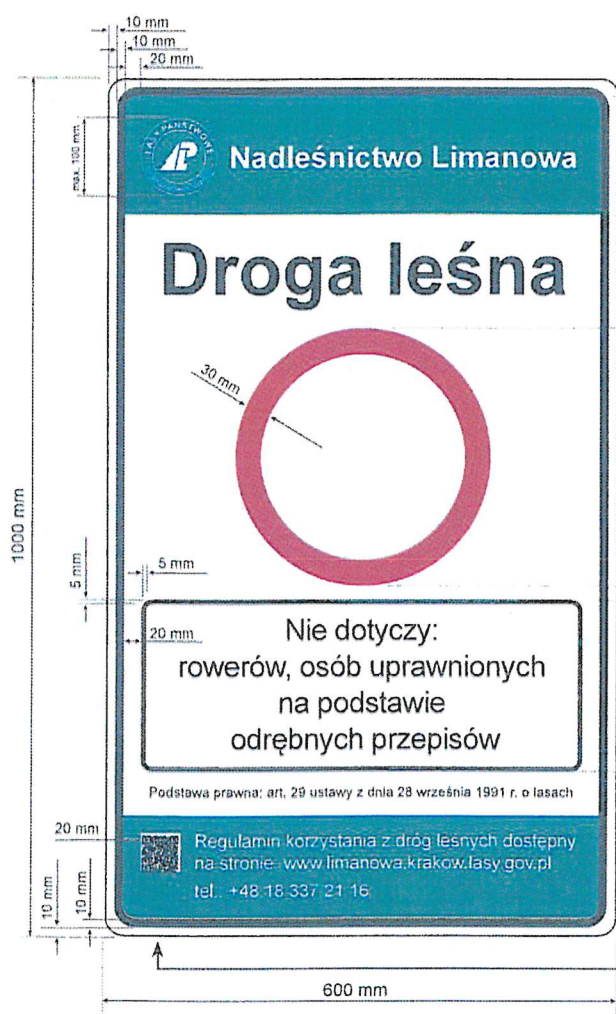 10 mm
10 mm
20 mm
max. 100 mm
LASY PAŃSTWOWE
Nadleśnictwo Limanowa
Droga leśna
30 mm
1000 mm
5 mm
5 mm
20 mm
Nie dotyczy:
rowerów, osób uprawnionych
na podstawie
odrębnych przepisów
Podstawa prawna: art. 29 ustawy z dnia 28 września 1991 r. o lasach
20 mm
Regulamin korzystania z dróg leśnych dostępny
na stronie: www.limanowa.krakow.lasy.gov.pl
tel.: +48 18 337 21 16
10 mm
10 mm
600 mm